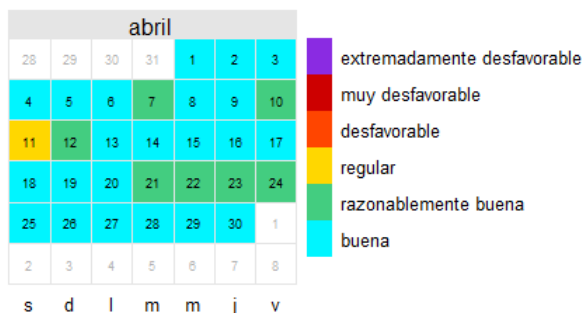 abril
28 29 30 31 1 2 3
4 5 6 7 8 9 10
11 12 13 14 15 16 17
18 19 20 21 22 23 24
25 26 27 28 29 30 1
2 3 4 5 6 7 8
s d l m m j v
extremadamente desfavorable
muy desfavorable
desfavorable
regular
razonablemente buena
buena